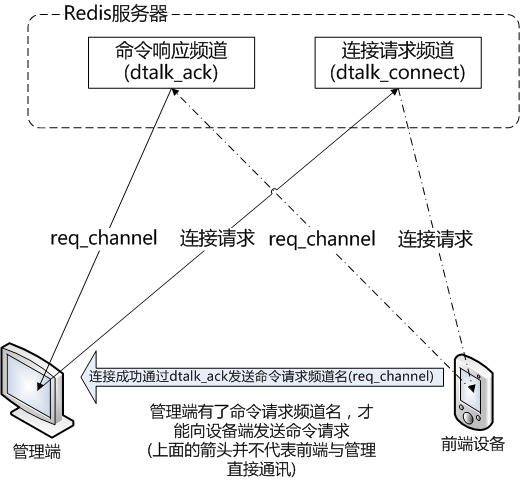 Redis服务器
命令响应频道
(dtalk_ack)
连接请求频道
(dtalk_connect)
req_channel
连接请求
req_channel
连接请求
连接成功通过dtalk_ack发送命令请求频道名(req_channel)
管理端有了命令请求频道名，才
能向设备端发送命令请求
(上面的箭头并不代表前端与管理
直接通讯)
管理端
前端设备